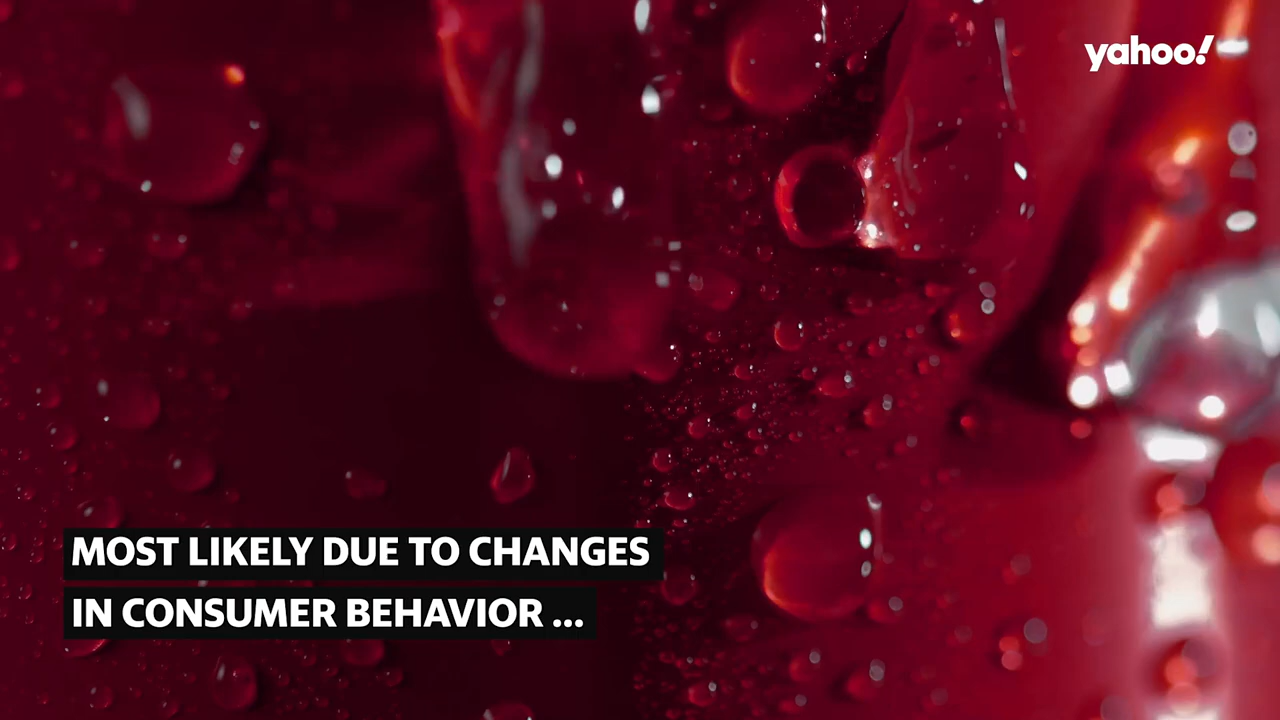 yahoo!
MOST LIKELY DUE TO CHANGES
IN CONSUMER BEHAVIOR ...